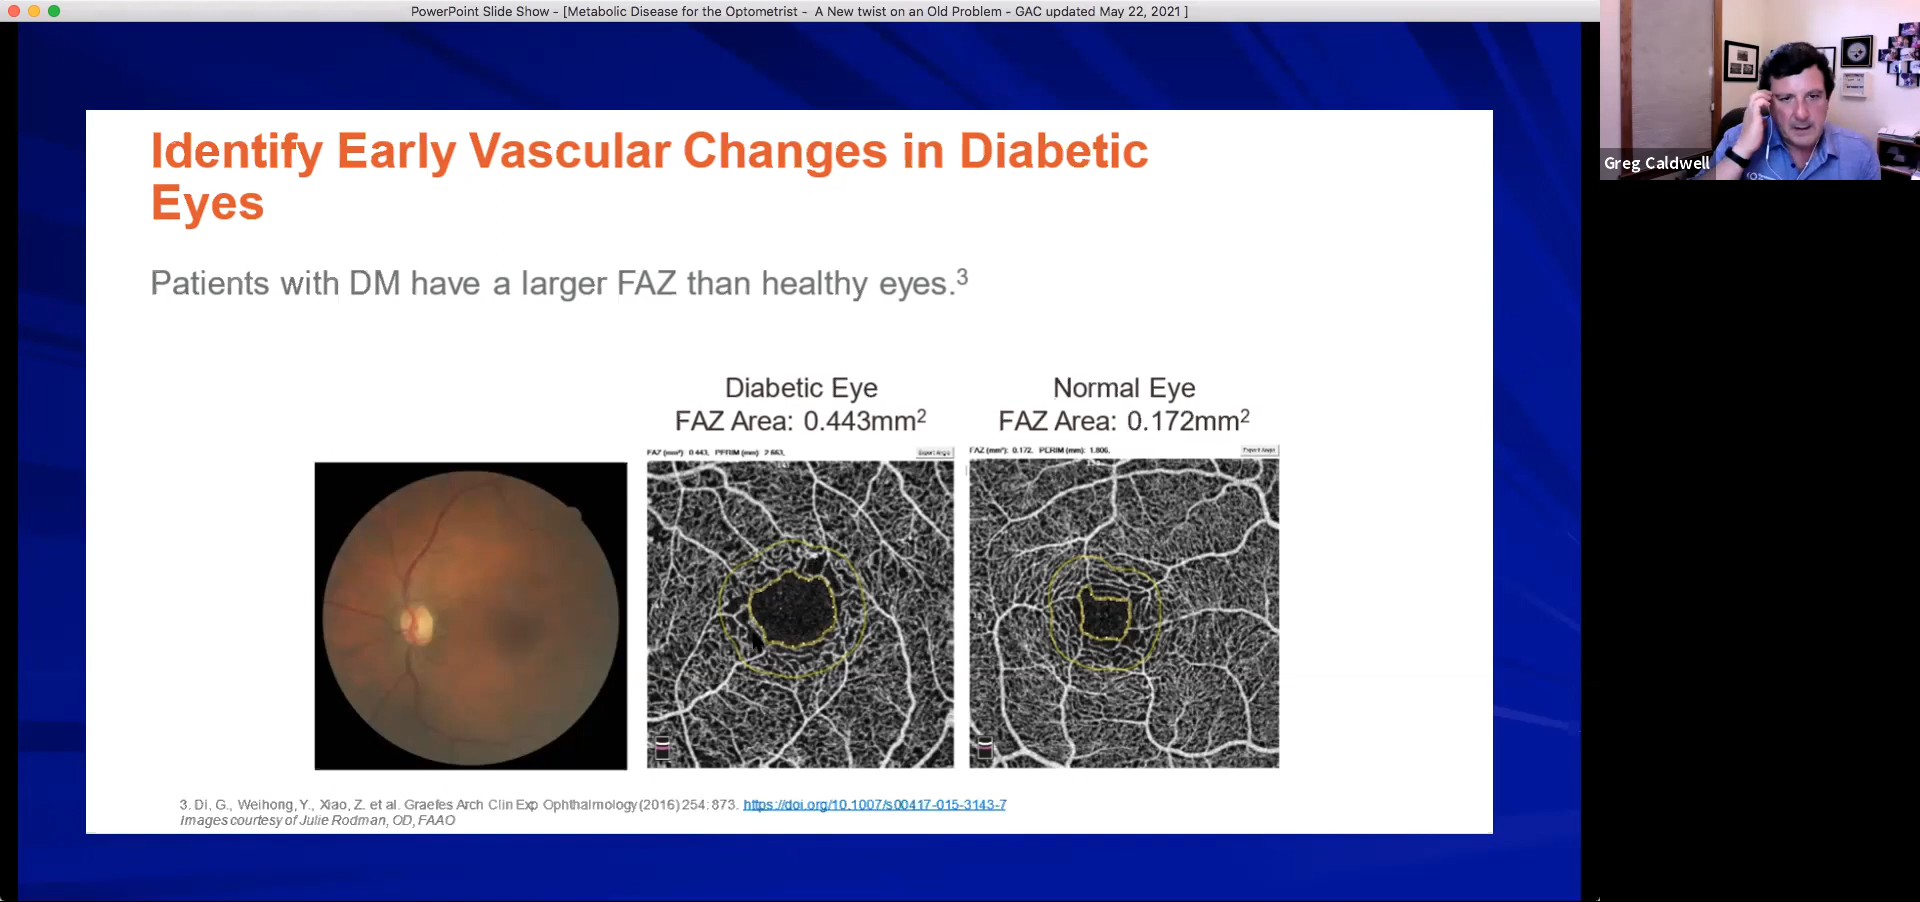 PowerPoint Slide Show - [Metabolic Disease for the Optometrist - A New twist on an Old Problem - GAC updated May 22, 2021 ]
Greg Caldwell
Identify Early Vascular Changes in Diabetic
Eyes
Patients with DM have a larger FAZ than healthy eyes.³
Diabetic Eye
FAZ Area: 0.443mm²
Normal Eye
FAZ Area: 0.172mm²
FAZ (mm²): 0.443, PERIM (mm): 2.663,
Export Angio
FAZ (mm²): 0.172, PERIM (mm): 1.806,
Export Angio
3. Di, G., Weihong, Y., Xiao, Z. et al. Graefes Arch Clin Exp Ophthalmology (2016) 254: 873. https://doi.org/10.1007/s00417-015-3143-7
Images courtesy of Julie Rodman, OD, FAAO